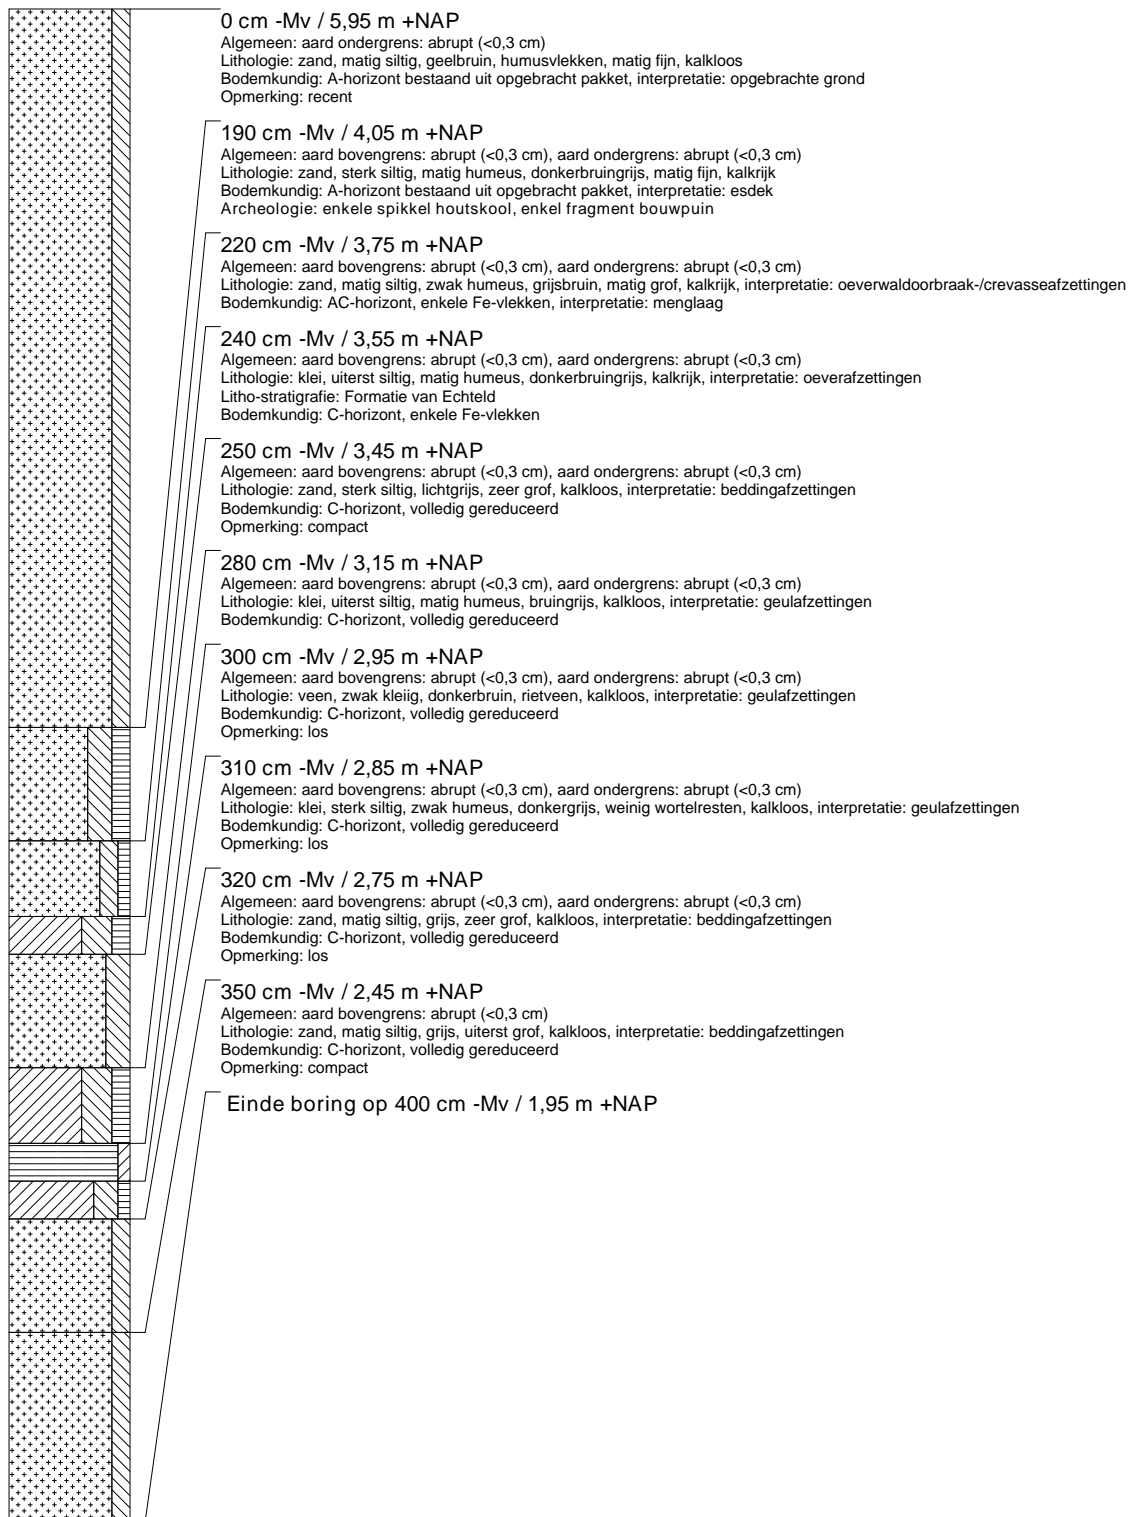 0 cm -Mv / 5,95 m +NAP
Algemeen: aard ondergrens: abrupt (<0,3 cm)
Lithologie: zand, matig siltig, geelbruin, humusvlekken, matig fijn, kalkloos
Bodemkundig: A-horizont bestaand uit opgebracht pakket, interpretatie: opgebrachte grond
Opmerking: recent
190 cm -Mv / 4,05 m +NAP
Algemeen: aard bovengrens: abrupt (<0,3 cm), aard ondergrens: abrupt (<0,3 cm)
Lithologie: zand, sterk siltig, matig humeus, donkerbruingrijs, matig fijn, kalkrijk
Bodemkundig: A-horizont bestaand uit opgebracht pakket, interpretatie: esdek
Archeologie: enkele spikkel houtskool, enkel fragment bouwpuin
220 cm -Mv / 3,75 m +NAP
Algemeen: aard bovengrens: abrupt (<0,3 cm), aard ondergrens: abrupt (<0,3 cm)
Lithologie: zand, matig siltig, zwak humeus, grijsbruin, matig grof, kalkrijk, interpretatie: oeverwaldoorbraak-/crevasseafzettingen
Bodemkundig: AC-horizont, enkele Fe-vlekken, interpretatie: menglaag
240 cm -Mv / 3,55 m +NAP
Algemeen: aard bovengrens: abrupt (<0,3 cm), aard ondergrens: abrupt (<0,3 cm)
Lithologie: klei, uiterst siltig, matig humeus, donkerbruingrijs, kalkrijk, interpretatie: oeverafzettingen
Litho-stratigrafie: Formatie van Echteld
Bodemkundig: C-horizont, enkele Fe-vlekken
250 cm -Mv / 3,45 m +NAP
Algemeen: aard bovengrens: abrupt (<0,3 cm), aard ondergrens: abrupt (<0,3 cm)
Lithologie: zand, sterk siltig, lichtgrijs, zeer grof, kalkloos, interpretatie: beddingafzettingen
Bodemkundig: C-horizont, volledig gereduceerd
Opmerking: compact
280 cm -Mv / 3,15 m +NAP
Algemeen: aard bovengrens: abrupt (<0,3 cm), aard ondergrens: abrupt (<0,3 cm)
Lithologie: klei, uiterst siltig, matig humeus, bruingrijs, kalkloos, interpretatie: geulafzettingen
Bodemkundig: C-horizont, volledig gereduceerd
300 cm -Mv / 2,95 m +NAP
Algemeen: aard bovengrens: abrupt (<0,3 cm), aard ondergrens: abrupt (<0,3 cm)
Lithologie: veen, zwak kleiig, donkerbruin, rietveen, kalkloos, interpretatie: geulafzettingen
Bodemkundig: C-horizont, volledig gereduceerd
Opmerking: los
310 cm -Mv / 2,85 m +NAP
Algemeen: aard bovengrens: abrupt (<0,3 cm), aard ondergrens: abrupt (<0,3 cm)
Lithologie: klei, sterk siltig, zwak humeus, donkergrijs, weinig wortelresten, kalkloos, interpretatie: geulafzettingen
Bodemkundig: C-horizont, volledig gereduceerd
Opmerking: los
320 cm -Mv / 2,75 m +NAP
Algemeen: aard bovengrens: abrupt (<0,3 cm), aard ondergrens: abrupt (<0,3 cm)
Lithologie: zand, matig siltig, grijs, zeer grof, kalkloos, interpretatie: beddingafzettingen
Bodemkundig: C-horizont, volledig gereduceerd
Opmerking: los
350 cm -Mv / 2,45 m +NAP
Algemeen: aard bovengrens: abrupt (<0,3 cm)
Lithologie: zand, matig siltig, grijs, uiterst grof, kalkloos, interpretatie: beddingafzettingen
Bodemkundig: C-horizont, volledig gereduceerd
Opmerking: compact
Einde boring op 400 cm -Mv / 1,95 m +NAP